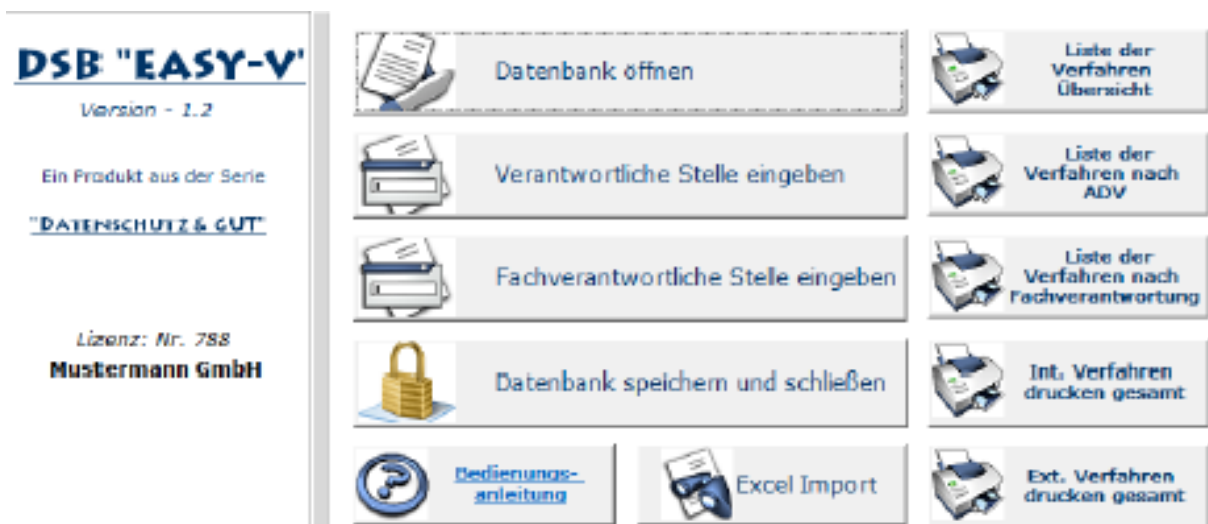 DSB "EASY-V"
Version - 1.2
Ein Produkt aus der Serie
"DATENSCHUTZ & GUT"
Lizenz: Nr. 788
Mustermann GmbH
Datenbank öffnen
Verantwortliche Stelle eingeben
Fachverantwortliche Stelle eingeben
Datenbank speichern und schließen
Bedienungs-
anleitung
Excel Import
Liste der
Verfahren
Übersicht
Liste der
Verfahren nach
ADV
Liste der
Verfahren nach
Fachverantwortung
Int. Verfahren
drucken gesamt
Ext. Verfahren
drucken gesamt